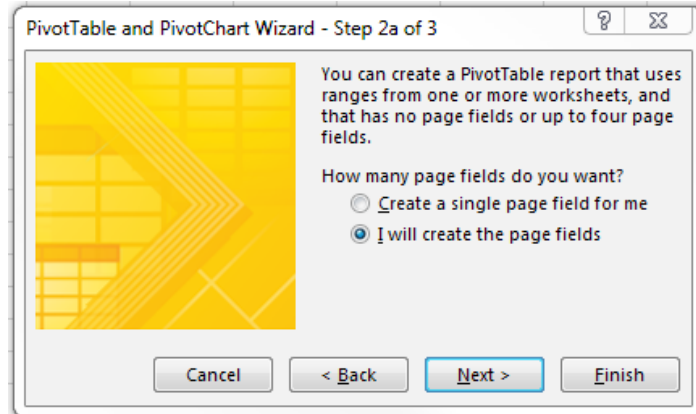 PivotTable and PivotChart Wizard - Step 2a of 3
You can create a PivotTable report that uses
ranges from one or more worksheets, and
that has no page fields or up to four page
fields.
How many page fields do you want?
Create a single page field for me
I will create the page fields
Cancel
< Back
Next >
Finish